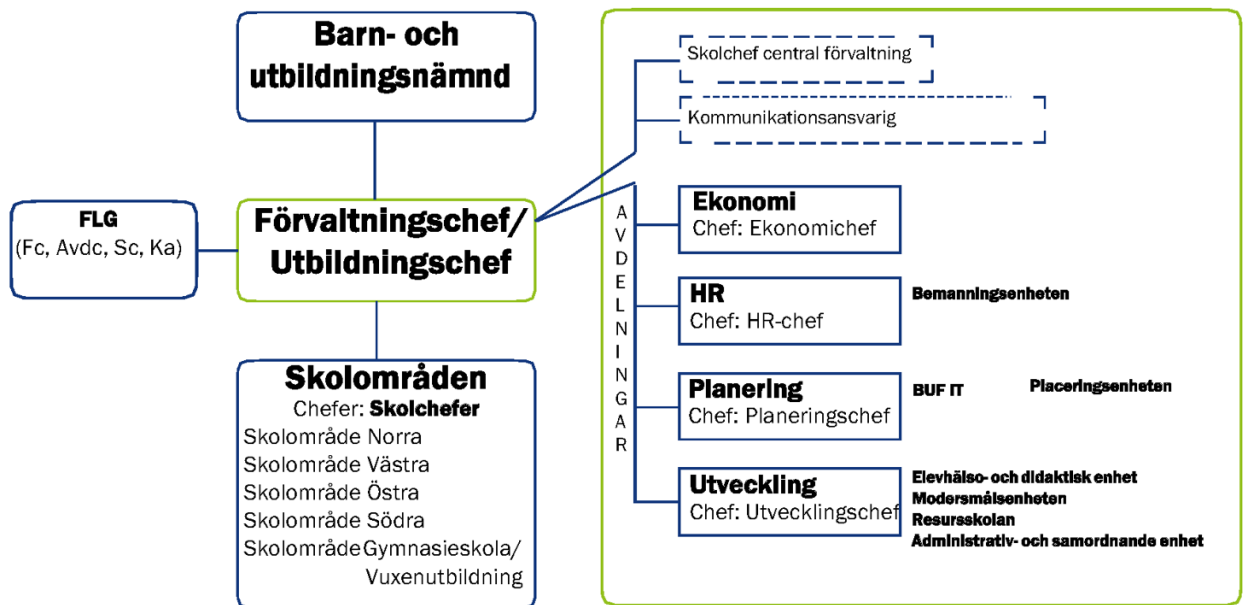 Barn- och
utbildningsnämnd
FLG
(Fc, Avdc, Sc, Ka)
Förvaltningschef/
Utbildningschef
Skolområden
Chefer: Skolchefer
Skolområde Norra
Skolområde Västra
Skolområde Östra
Skolområde Södra
Skolområde Gymnasieskola/
Vuxenutbildning
Skolchef central förvaltning
Kommunikationsansvarig
AVDELNINGAR
Ekonomi
Chef: Ekonomichef
HR
Chef: HR-chef
Bemanningsenheten
Planering
Chef: Planeringschef
BUF IT
Placeringsenheten
Utveckling
Chef: Utvecklingschef
Elevhälso- och didaktisk enhet
Modersmålsenheten
Resursskolan
Administrativ- och samordnande enhet